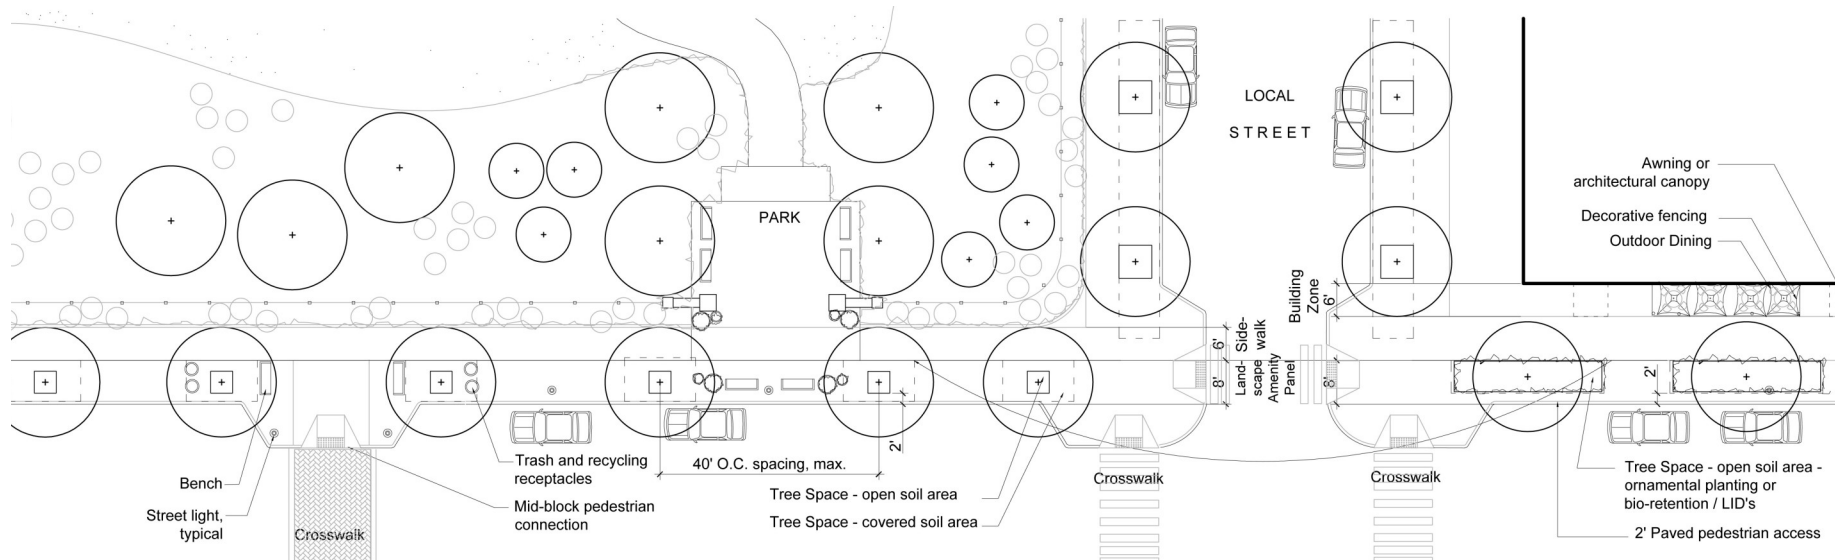 LOCAL
STREET
Awning or
architectural canopy
Decorative fencing
Outdoor Dining
PARK
Building
Zone
6'
Side-
walk
6'
Land-
scape
Amenity
Panel
8'
8'
2'
2'
40' O.C. spacing, max.
Trash and recycling
receptacles
Bench
Mid-block pedestrian
connection
Street light,
typical
Crosswalk
Tree Space - open soil area
Tree Space - covered soil area
Crosswalk
Crosswalk
Tree Space - open soil area -
ornamental planting or
bio-retention / LID's
2' Paved pedestrian access